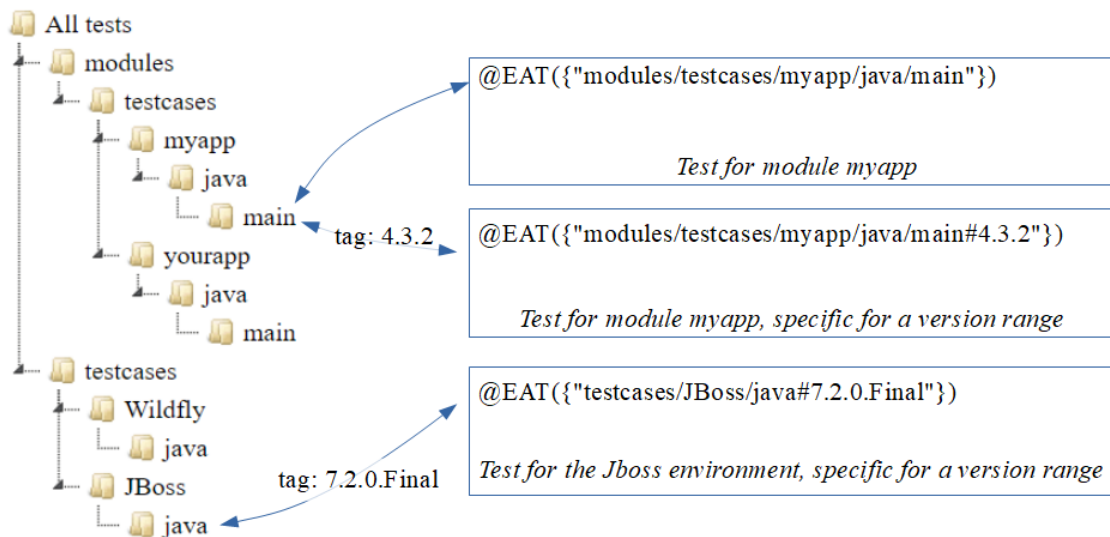 All tests
modules
testcases
myapp
java
main
yourapp
java
main
testcases
Wildfly
java
JBoss
java
tag: 4.3.2
tag: 7.2.0.Final
@EAT({"modules/testcases/myapp/java/main"})
Test for module myapp
@EAT({"modules/testcases/myapp/java/main#4.3.2"})
Test for module myapp, specific for a version range
@EAT({"testcases/JBoss/java#7.2.0.Final"})
Test for the Jboss environment, specific for a version range